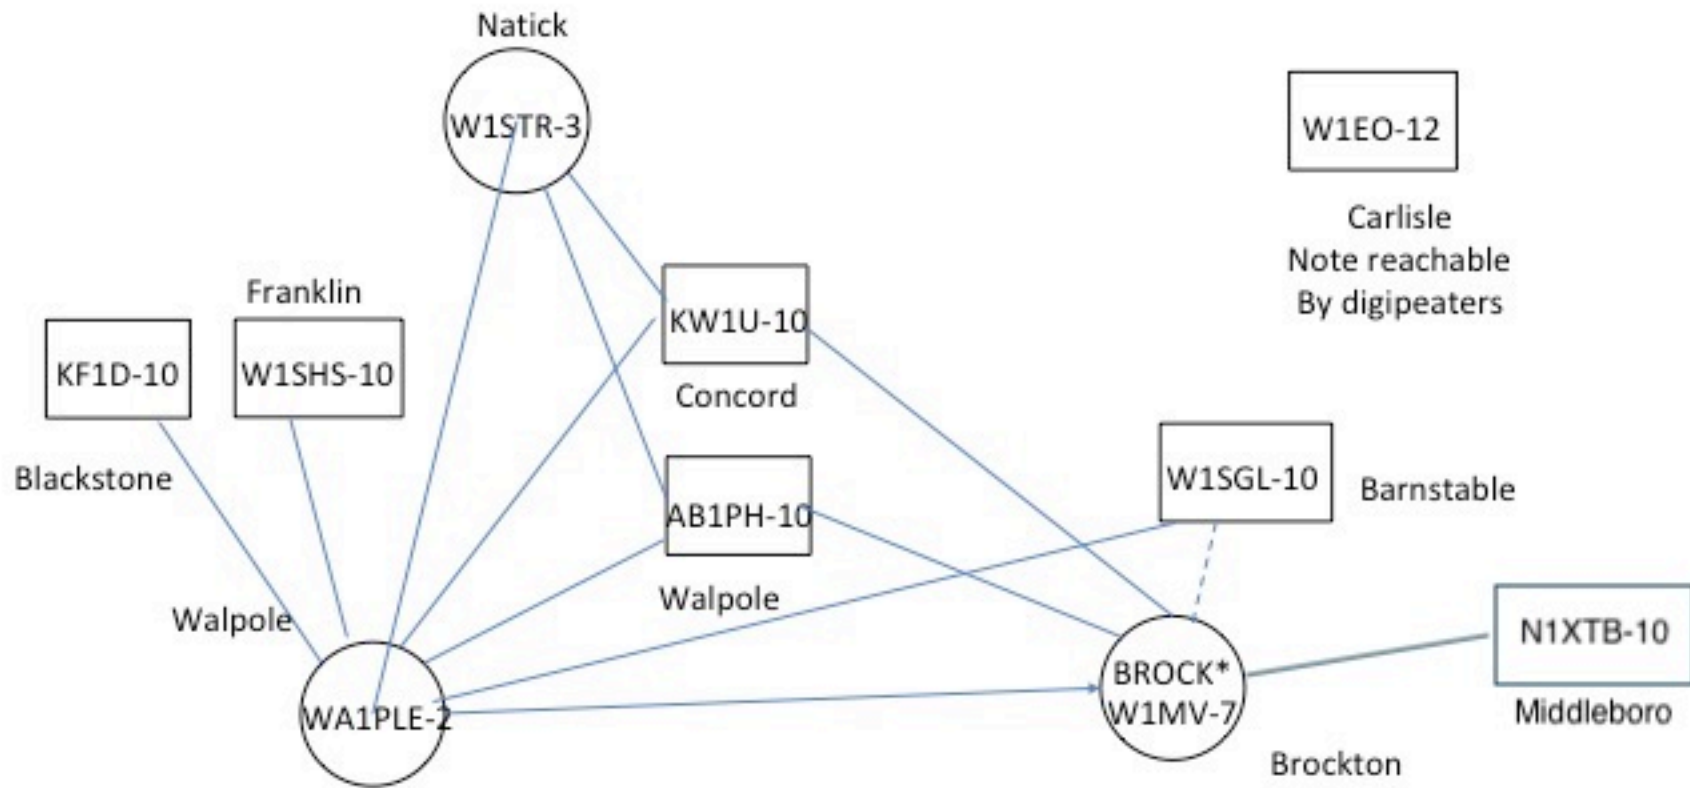 Natick
W1STR-3
W1EO-12
Carlisle
Note reachable
By digipeaters
Franklin
KF1D-10
W1SHS-10
KW1U-10
Concord
Blackstone
W1SGL-10
Barnstable
AB1PH-10
Walpole
Walpole
WA1PLE-2
BROCK*
W1MV-7
N1XTB-10
Middleboro
Brockton